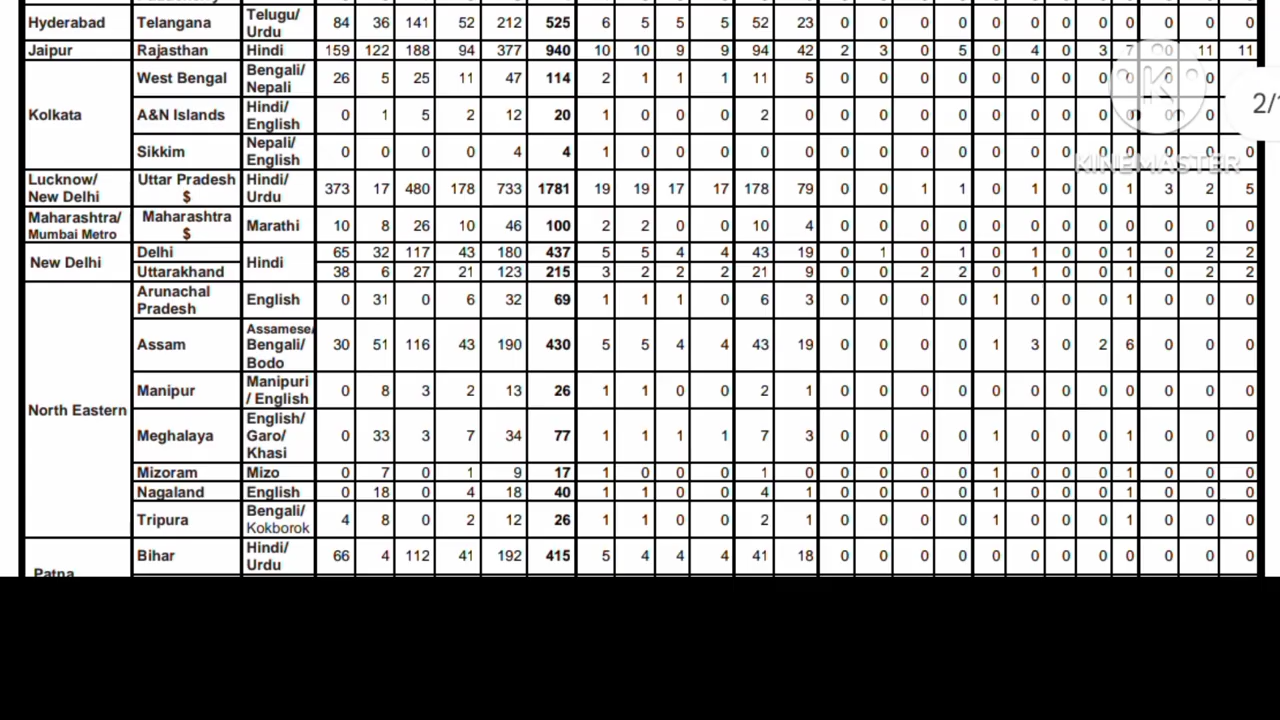 Hyderabad Telangana Telugu/ Urdu 84 36 141 52 212 525 6 5 5 5 52 23 0 0 0 0 0 0 0 0 0 0 0
Jaipur Rajasthan Hindi 159 122 188 94 377 940 10 10 9 9 94 42 2 3 0 5 0 4 0 3 7 0 11 11
Kolkata West Bengal Bengali/ Nepali 26 5 25 11 47 114 2 1 1 1 11 5 0 0 0 0 0 0 0 0 0 0 0
A&N Islands Hindi/ English 0 1 5 2 12 20 1 0 0 0 2 0 0 0 0 0 0 0 0 0 0 0 0
Sikkim Nepali/ English 0 0 0 0 4 4 1 0 0 0 0 0 0 0 0 0 0 0 0 0 0 0 0 0
Lucknow/ New Delhi Uttar Pradesh $ Hindi/ Urdu 373 17 480 178 733 1781 19 19 17 17 178 79 0 0 1 1 0 1 0 0 1 3 2 5
Maharashtra/ Mumbai Metro Maharashtra $ Marathi 10 8 26 10 46 100 2 2 0 0 10 4 0 0 0 0 0 0 0 0 0 0 0 0
New Delhi Delhi Hindi 65 32 117 43 180 437 5 5 4 4 43 19 0 1 0 1 0 1 0 0 1 0 2 2
Uttarakhand 38 6 27 21 123 215 3 2 2 2 21 9 0 0 2 2 0 1 0 0 1 0 2 2
North Eastern Arunachal Pradesh English 0 31 0 6 32 69 1 1 1 0 6 3 0 0 0 0 1 0 0 0 1 0 0 0
Assam Assamese/ Bengali/ Bodo 30 51 116 43 190 430 5 5 4 4 43 19 0 0 0 0 1 3 0 2 6 0 0 0
Manipur Manipuri / English 0 8 3 2 13 26 1 1 0 0 2 1 0 0 0 0 0 0 0 0 0 0 0 0
Meghalaya English/ Garo/ Khasi 0 33 3 7 34 77 1 1 1 1 7 3 0 0 0 0 1 0 0 0 1 0 0 0
Mizoram Mizo 0 7 0 1 9 17 1 0 0 0 1 0 0 0 0 0 1 0 0 0 1 0 0 0
Nagaland English 0 18 0 4 18 40 1 1 0 0 4 1 0 0 0 0 1 0 0 0 1 0 0 0
Tripura Bengali/ Kokborok 4 8 0 2 12 26 1 1 0 0 2 1 0 0 0 0 1 0 0 0 1 0 0 0
Patna Bihar Hindi/ Urdu 66 4 112 41 192 415 5 4 4 4 41 18 0 0 0 0 0 0 0 0 0 0 0 0
KINEMASTER
2/